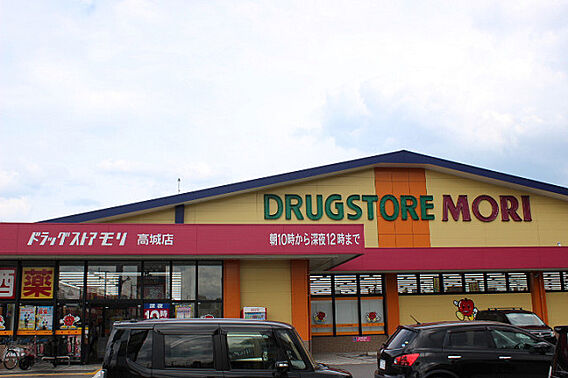 DRUGSTORE MORI
ドラッグストアモリ 高城店
朝10時から深夜12時まで
薬
深夜
10時